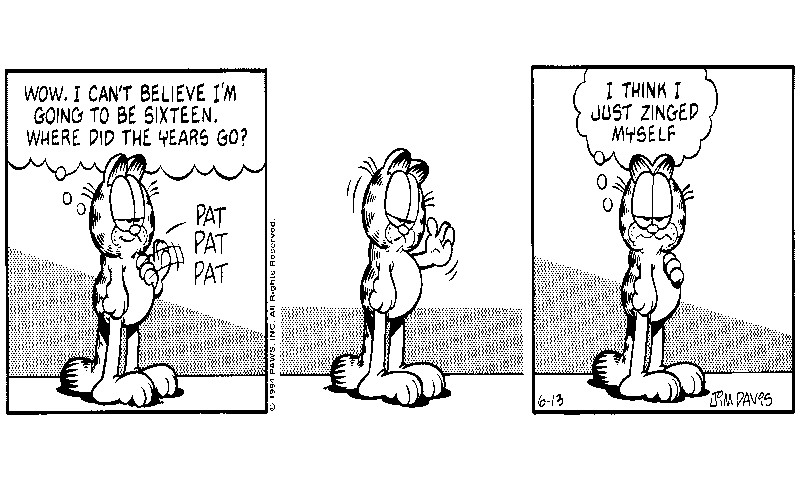 WOW. I CAN'T BELIEVE I'M
GOING TO BE SIXTEEN.
WHERE DID THE YEARS GO?
PAT
PAT
PAT
© 1994 PAWS, INC. All Rights Reserved.
I THINK I
JUST ZINGED
MYSELF
6-13
JIM DAVIS